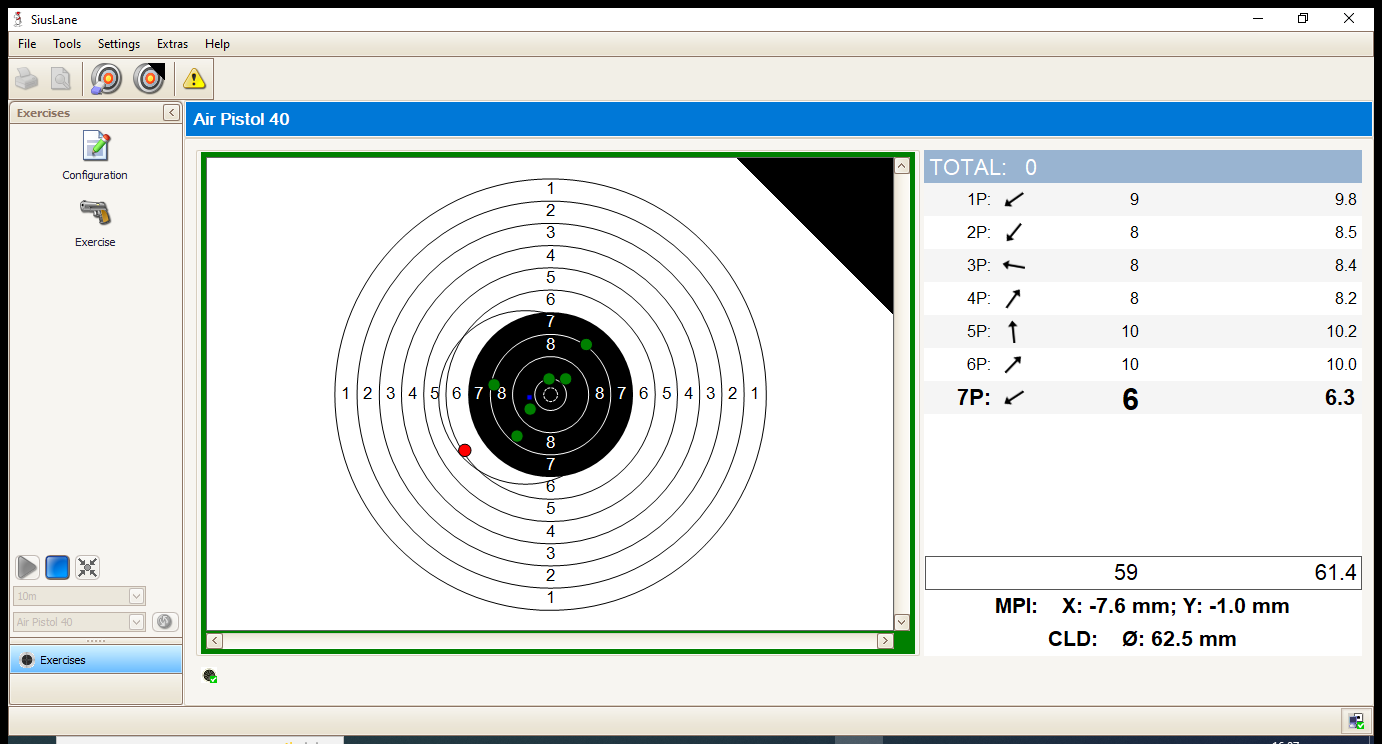 SiusLane
File Tools Settings Extras Help
Exercises
Air Pistol 40
Configuration
Exercise
10m
Air Pistol 40
Exercises
1
2
3
4
5
6
7
8
1 2 3 4 5 6 7 8 8 7 6 5 4 3 2 1
8
7
6
5
4
3
2
1
TOTAL: 0
1P: 9 9.8
2P: 8 8.5
3P: 8 8.4
4P: 8 8.2
5P: 10 10.2
6P: 10 10.0
7P: 6 6.3
59 61.4
MPI: X: -7.6 mm; Y: -1.0 mm
CLD: Ø: 62.5 mm